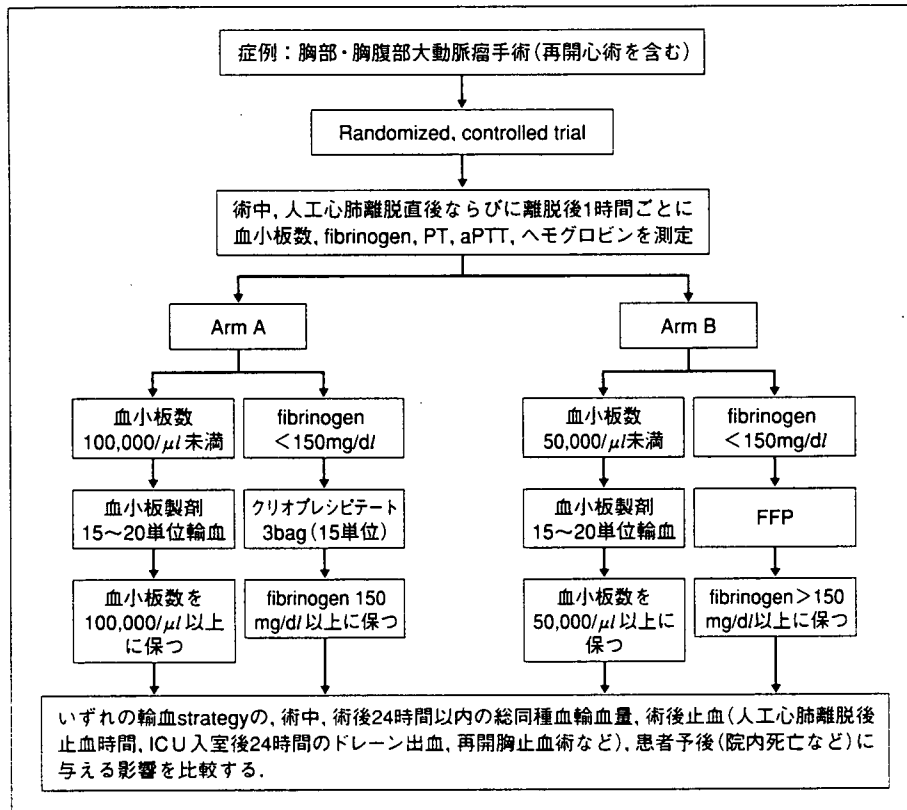 症例：胸部・胸腹部大動脈瘤手術（再開心術を含む）
Randomized, controlled trial
術中，人工心肺離脱直後ならびに離脱後1時間ごとに
血小板数，fibrinogen，PT，aPTT，ヘモグロビンを測定
Arm A
血小板数
100,000/μl未満
血小板製剤
15～20単位輸血
血小板数を
100,000/μl以上
に保つ
fibrinogen
＜150mg/dl
クリオプレシピテート
3bag（15単位）
fibrinogen 150
mg/dl以上に保つ
Arm B
血小板数
50,000/μl未満
血小板製剤
15～20単位輸血
血小板数を
50,000/μl以上に
保つ
fibrinogen
＜150mg/dl
FFP
fibrinogen＞150
mg/dl以上に保つ
いずれの輸血strategyの，術中，術後24時間以内の総同種血輸血量，術後止血（人工心肺離脱後
止血時間，ICU入室後24時間のドレーン出血，再開胸止血術など），患者予後（院内死亡など）に
与える影響を比較する．